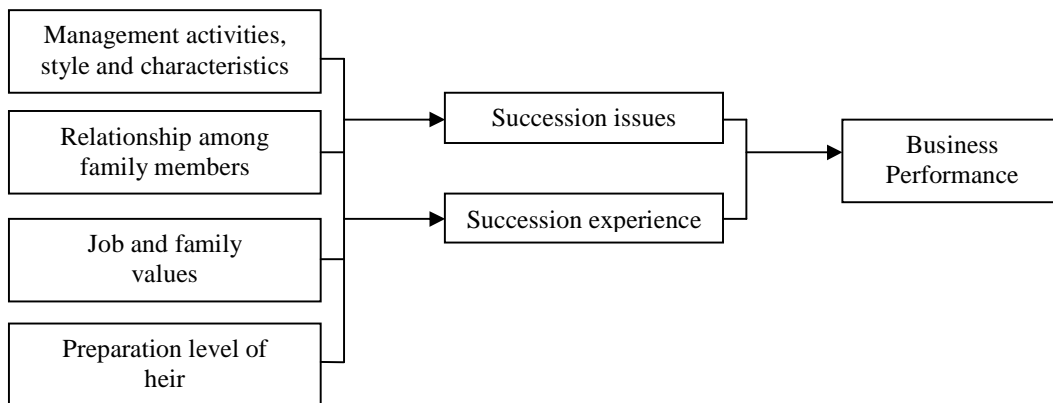 Management activities,
style and characteristics
Relationship among
family members
Job and family
values
Preparation level of
heir
Succession issues
Succession experience
Business
Performance